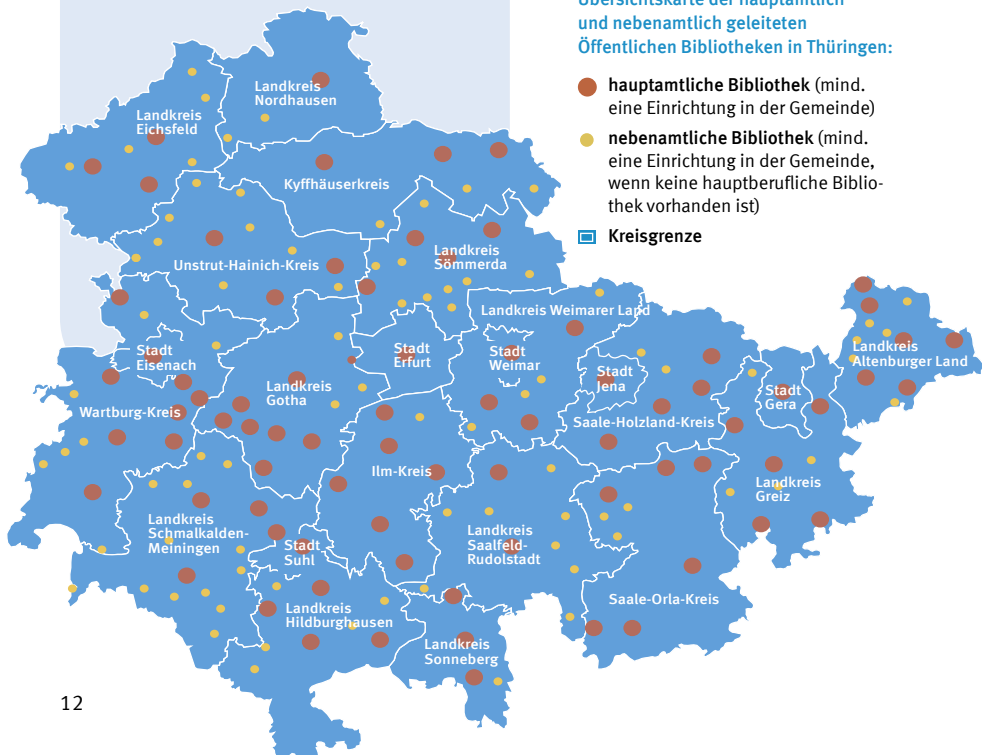 Übersichtskarte der hauptamtlich
und nebenamtlich geleiteten
Öffentlichen Bibliotheken in Thüringen:
hauptamtliche Bibliothek (mind.
eine Einrichtung in der Gemeinde)
nebenamtliche Bibliothek (mind.
eine Einrichtung in der Gemeinde,
wenn keine hauptberufliche Biblio-
thek vorhanden ist)
Kreisgrenze
Landkreis
Nordhausen
Landkreis
Eichsfeld
Kyffhäuserkreis
Unstrut-Hainich-Kreis
Landkreis
Sömmerda
Landkreis Weimarer Land
Stadt
Eisenach
Stadt
Erfurt
Stadt
Weimar
Stadt
Jena
Stadt
Gera
Landkreis
Altenburger Land
Landkreis
Gotha
Wartburg-Kreis
Saale-Holzland-Kreis
Ilm-Kreis
Landkreis
Greiz
Landkreis
Schmalkalden-
Meiningen
Stadt
Suhl
Landkreis
Saalfeld-
Rudolstadt
Saale-Orla-Kreis
Landkreis
Hildburghausen
Landkreis
Sonneberg
12